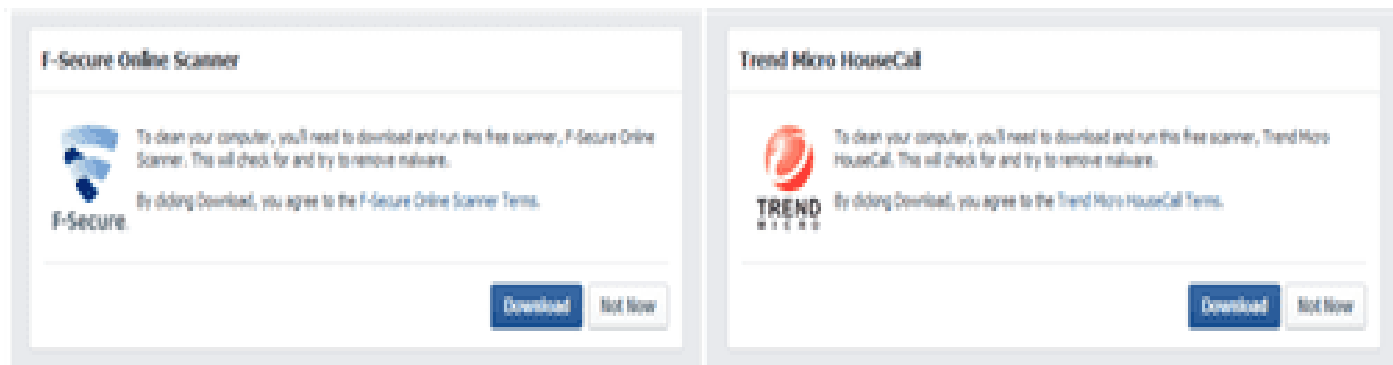 F-Secure Online Scanner
To clean your computer, you'll need to download and run this free scanner, F-Secure Online
Scanner. This will check for and try to remove malware.
By clicking Download, you agree to the F-Secure Online Scanner Terms.
F-Secure.
Download
Not Now
Trend Micro HouseCall
To clean your computer, you'll need to download and run this free scanner, Trend Micro
HouseCall. This will check for and try to remove malware.
By clicking Download, you agree to the Trend Micro HouseCall Terms.
TREND
MICRO
Download
Not Now